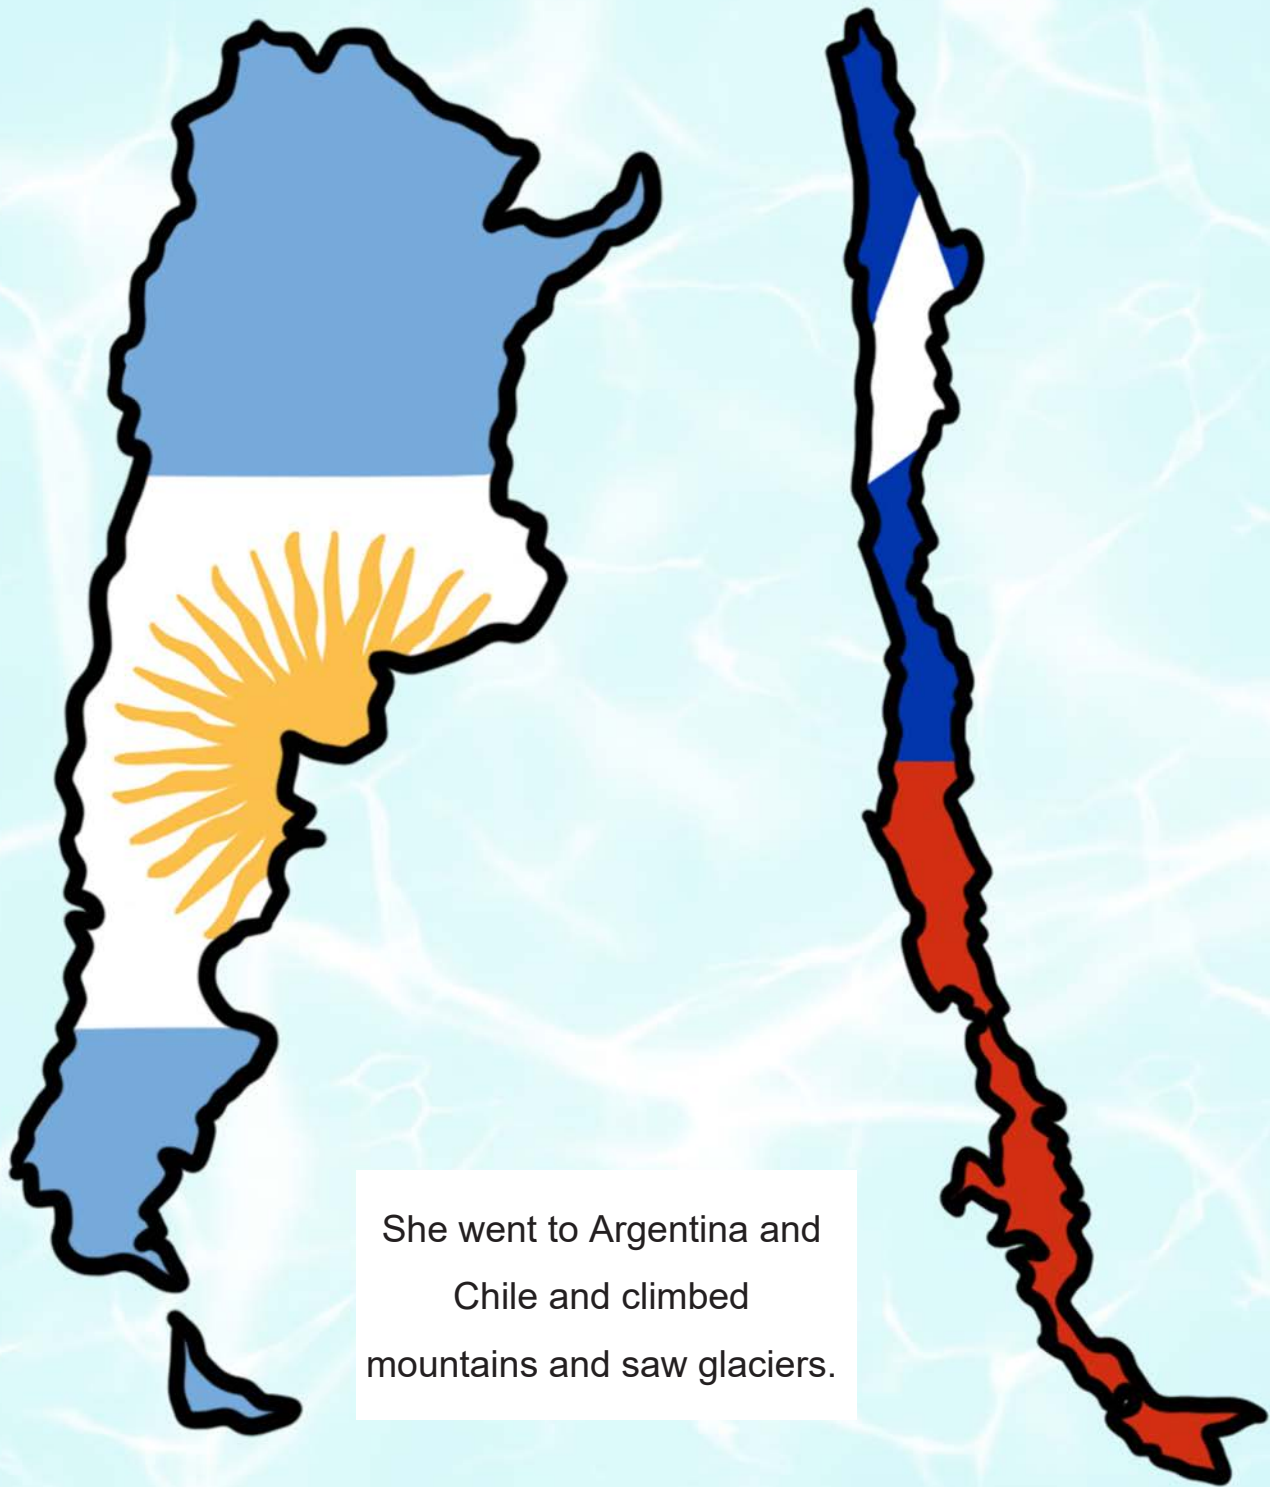 She went to Argentina and
Chile and climbed
mountains and saw glaciers.